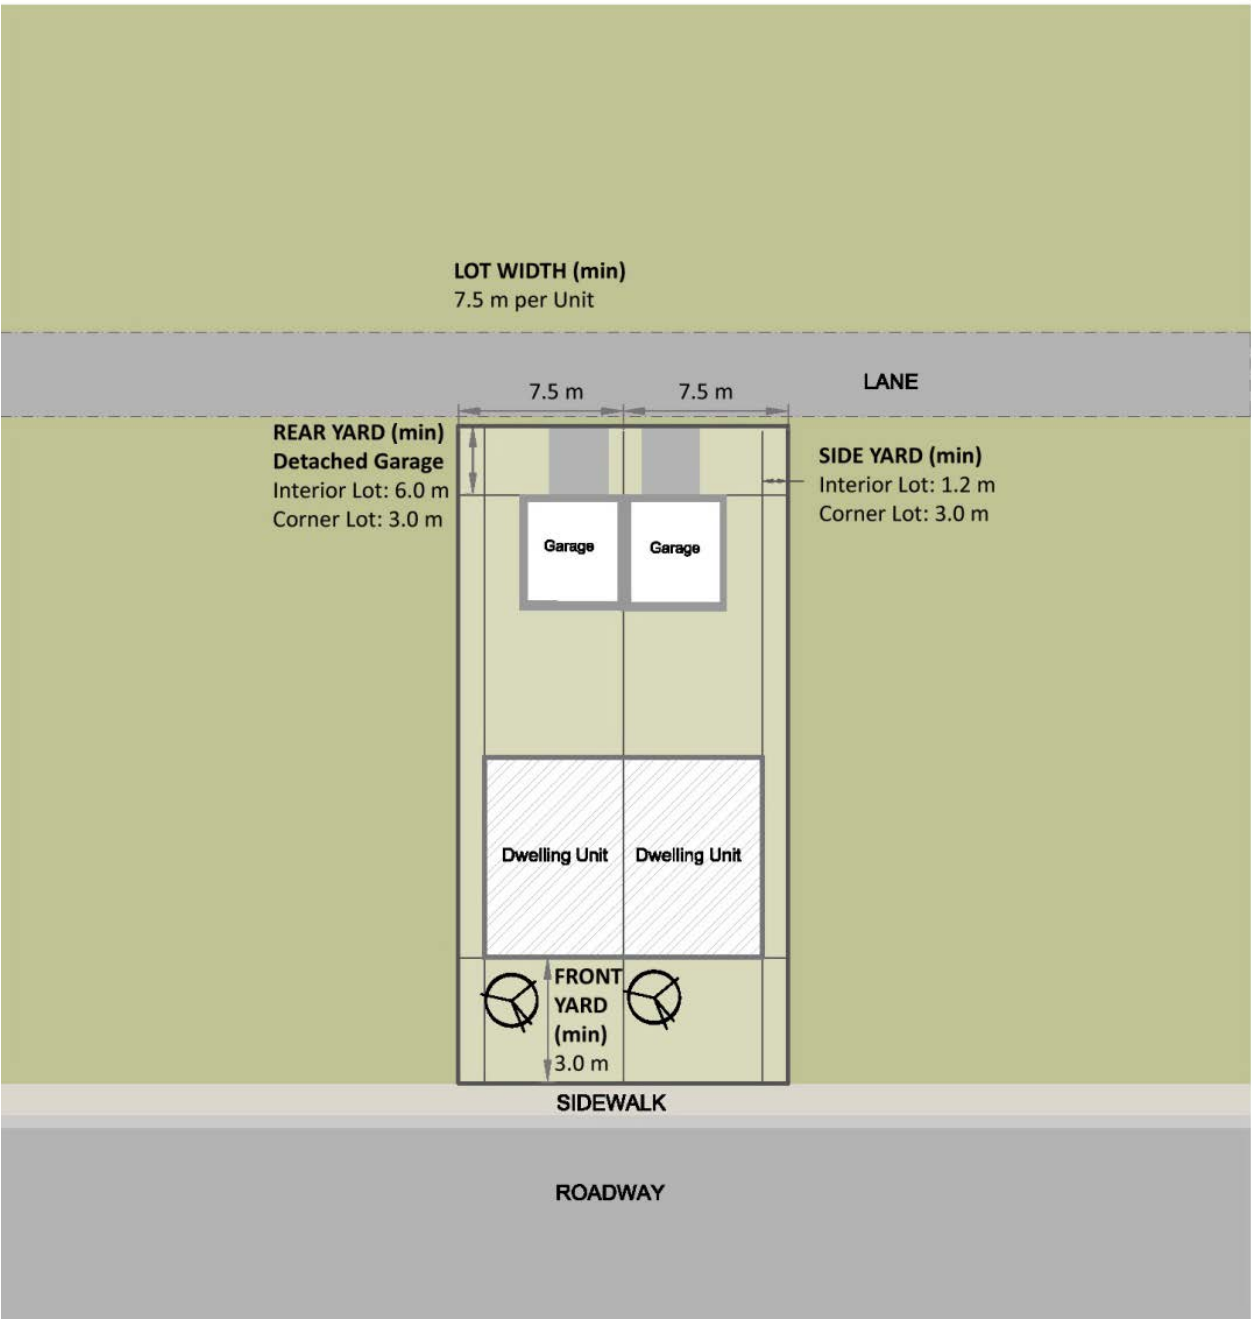 LOT WIDTH (min)
7.5 m per Unit
LANE
7.5 m
7.5 m
REAR YARD (min)
Detached Garage
Interior Lot: 6.0 m
Corner Lot: 3.0 m
SIDE YARD (min)
Interior Lot: 1.2 m
Corner Lot: 3.0 m
Garage
Garage
Dwelling Unit
Dwelling Unit
FRONT
YARD
(min)
3.0 m
SIDEWALK
ROADWAY